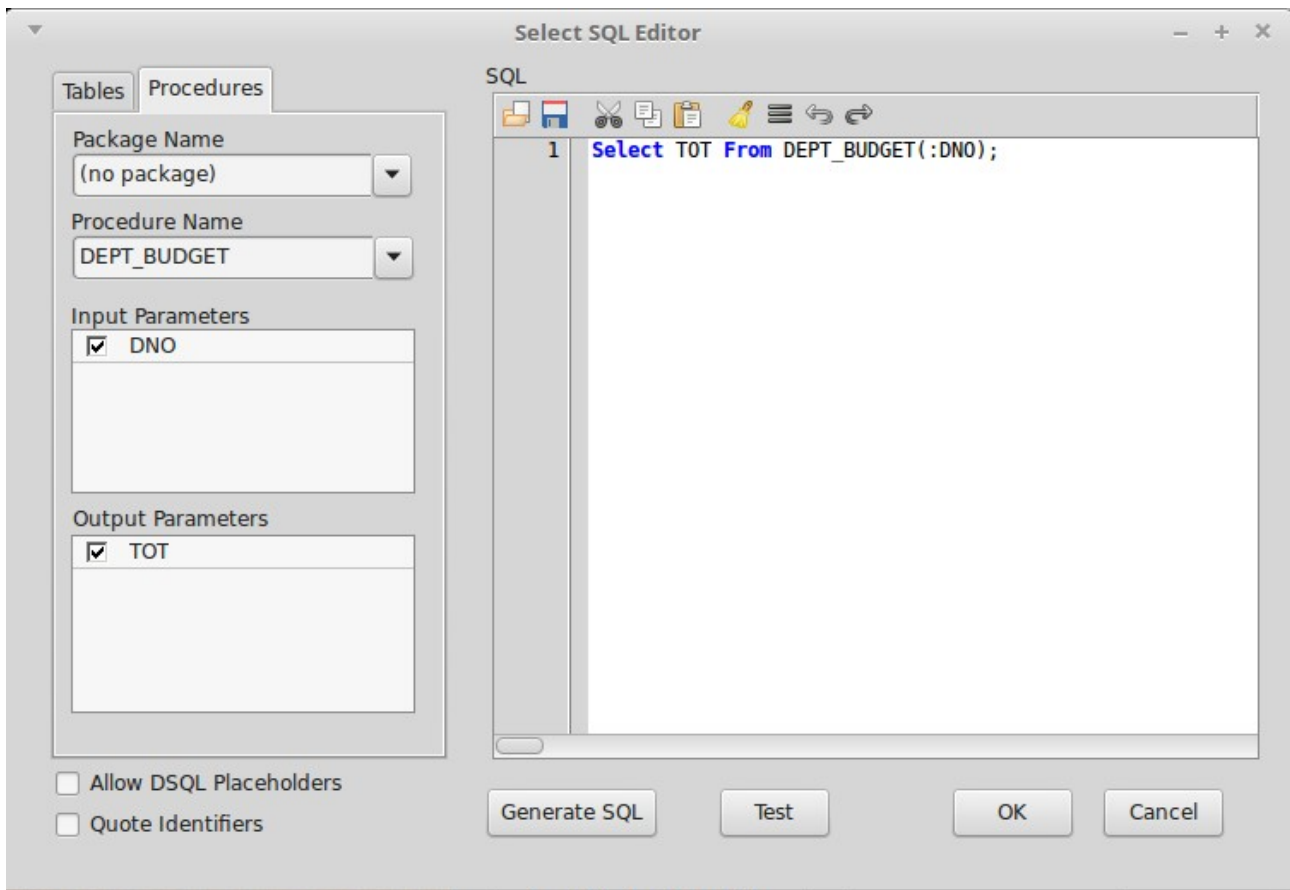 Select SQL Editor
Tables
Procedures
Package Name
(no package)
Procedure Name
DEPT_BUDGET
Input Parameters
DNO
Output Parameters
TOT
Allow DSQL Placeholders
Quote Identifiers
SQL
1 Select TOT From DEPT_BUDGET(:DNO);
Generate SQL
Test
OK
Cancel